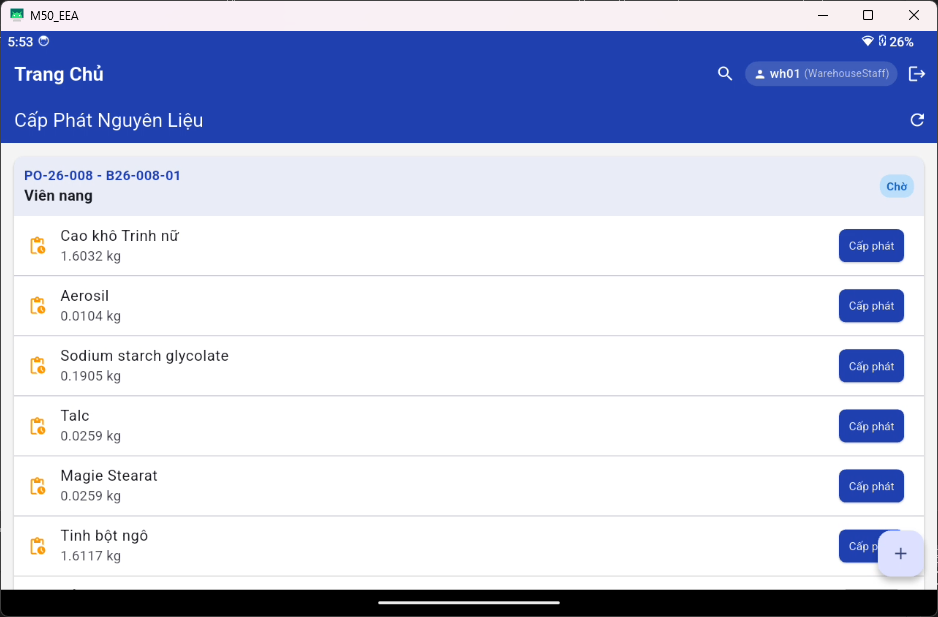 M50_EEA
5:53
26%
Trang Chủ
wh01 (WarehouseStaff)
Cấp Phát Nguyên Liệu
PO-26-008 - B26-008-01
Viên nang
Chờ
Cao khô Trinh nữ
1.6032 kg
Cấp phát
Aerosil
0.0104 kg
Cấp phát
Sodium starch glycolate
0.1905 kg
Cấp phát
Talc
0.0259 kg
Cấp phát
Magie Stearat
0.0259 kg
Cấp phát
Tinh bột ngô
1.6117 kg
Cấp p
+